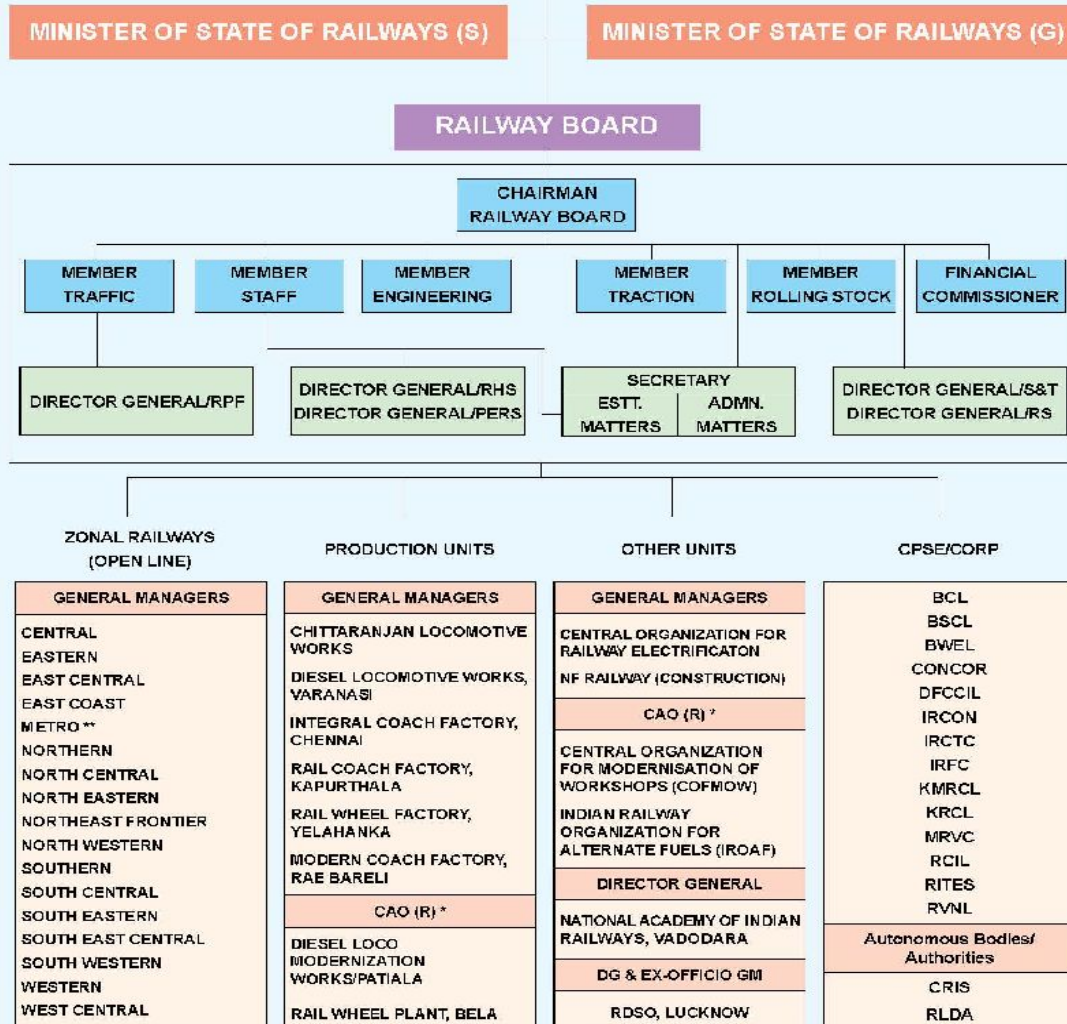 MINISTER OF STATE OF RAILWAYS (S)
MINISTER OF STATE OF RAILWAYS (G)
RAILWAY BOARD
CHAIRMAN
RAILWAY BOARD
MEMBER
TRAFFIC
MEMBER
STAFF
MEMBER
ENGINEERING
MEMBER
TRACTION
MEMBER
ROLLING STOCK
FINANCIAL
COMMISSIONER
DIRECTOR GENERAL/RPF
DIRECTOR GENERAL/RHS
DIRECTOR GENERAL/PERS
SECRETARY
ESTT.
MATTERS
ADMN.
MATTERS
DIRECTOR GENERAL/S&T
DIRECTOR GENERAL/RS
ZONAL RAILWAYS
(OPEN LINE)
GENERAL MANAGERS
CENTRAL
EASTERN
EAST CENTRAL
EAST COAST
METRO **
NORTHERN
NORTH CENTRAL
NORTH EASTERN
NORTHEAST FRONTIER
NORTH WESTERN
SOUTHERN
SOUTH CENTRAL
SOUTH EASTERN
SOUTH EAST CENTRAL
SOUTH WESTERN
WESTERN
WEST CENTRAL
PRODUCTION UNITS
GENERAL MANAGERS
CHITTARANJAN LOCOMOTIVE
WORKS
DIESEL LOCOMOTIVE WORKS,
VARANASI
INTEGRAL COACH FACTORY,
CHENNAI
RAIL COACH FACTORY,
KAPURTHALA
RAIL WHEEL FACTORY,
YELAHANKA
MODERN COACH FACTORY,
RAE BARELI
CAO (R) *
DIESEL LOCO
MODERNIZATION
WORKS/PATIALA
RAIL WHEEL PLANT, BELA
OTHER UNITS
GENERAL MANAGERS
CENTRAL ORGANIZATION FOR
RAILWAY ELECTRIFICATON
NF RAILWAY (CONSTRUCTION)
CAO (R) *
CENTRAL ORGANIZATION
FOR MODERNISATION OF
WORKSHOPS (COFMOW)
INDIAN RAILWAY
ORGANIZATION FOR
ALTERNATE FUELS (IROAF)
DIRECTOR GENERAL
NATIONAL ACADEMY OF INDIAN
RAILWAYS, VADODARA
DG & EX-OFFICIO GM
RDSO, LUCKNOW
CPSE/CORP
BCL
BSCL
BWEL
CONCOR
DFCCIL
IRCON
IRCTC
IRFC
KMRCL
KRCL
MRVC
RCIL
RITES
RVNL
Autonomous Bodies/
Authorities
CRIS
RLDA